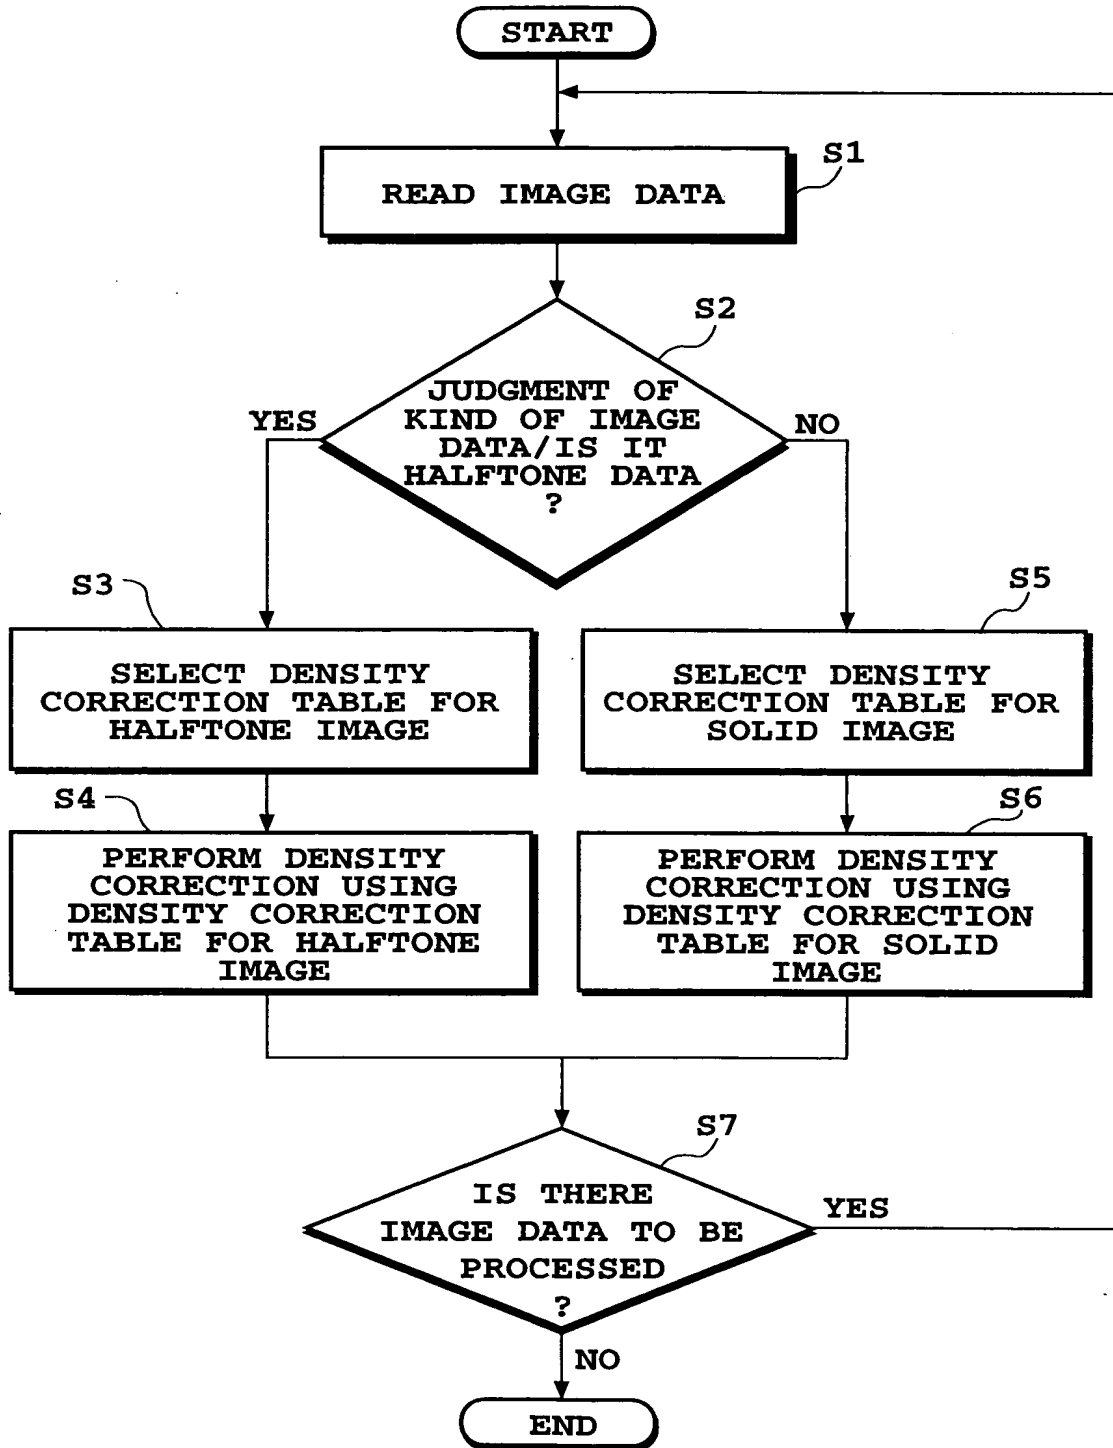 START
S1
READ IMAGE DATA
S2
JUDGMENT OF
KIND OF IMAGE
DATA/IS IT
HALFTONE DATA
?
YES
NO
S3
SELECT DENSITY
CORRECTION TABLE FOR
HALFTONE IMAGE
S5
SELECT DENSITY
CORRECTION TABLE FOR
SOLID IMAGE
S4
PERFORM DENSITY
CORRECTION USING
DENSITY CORRECTION
TABLE FOR HALFTONE
IMAGE
S6
PERFORM DENSITY
CORRECTION USING
DENSITY CORRECTION
TABLE FOR SOLID
IMAGE
S7
IS THERE
IMAGE DATA TO BE
PROCESSED
?
YES
NO
END